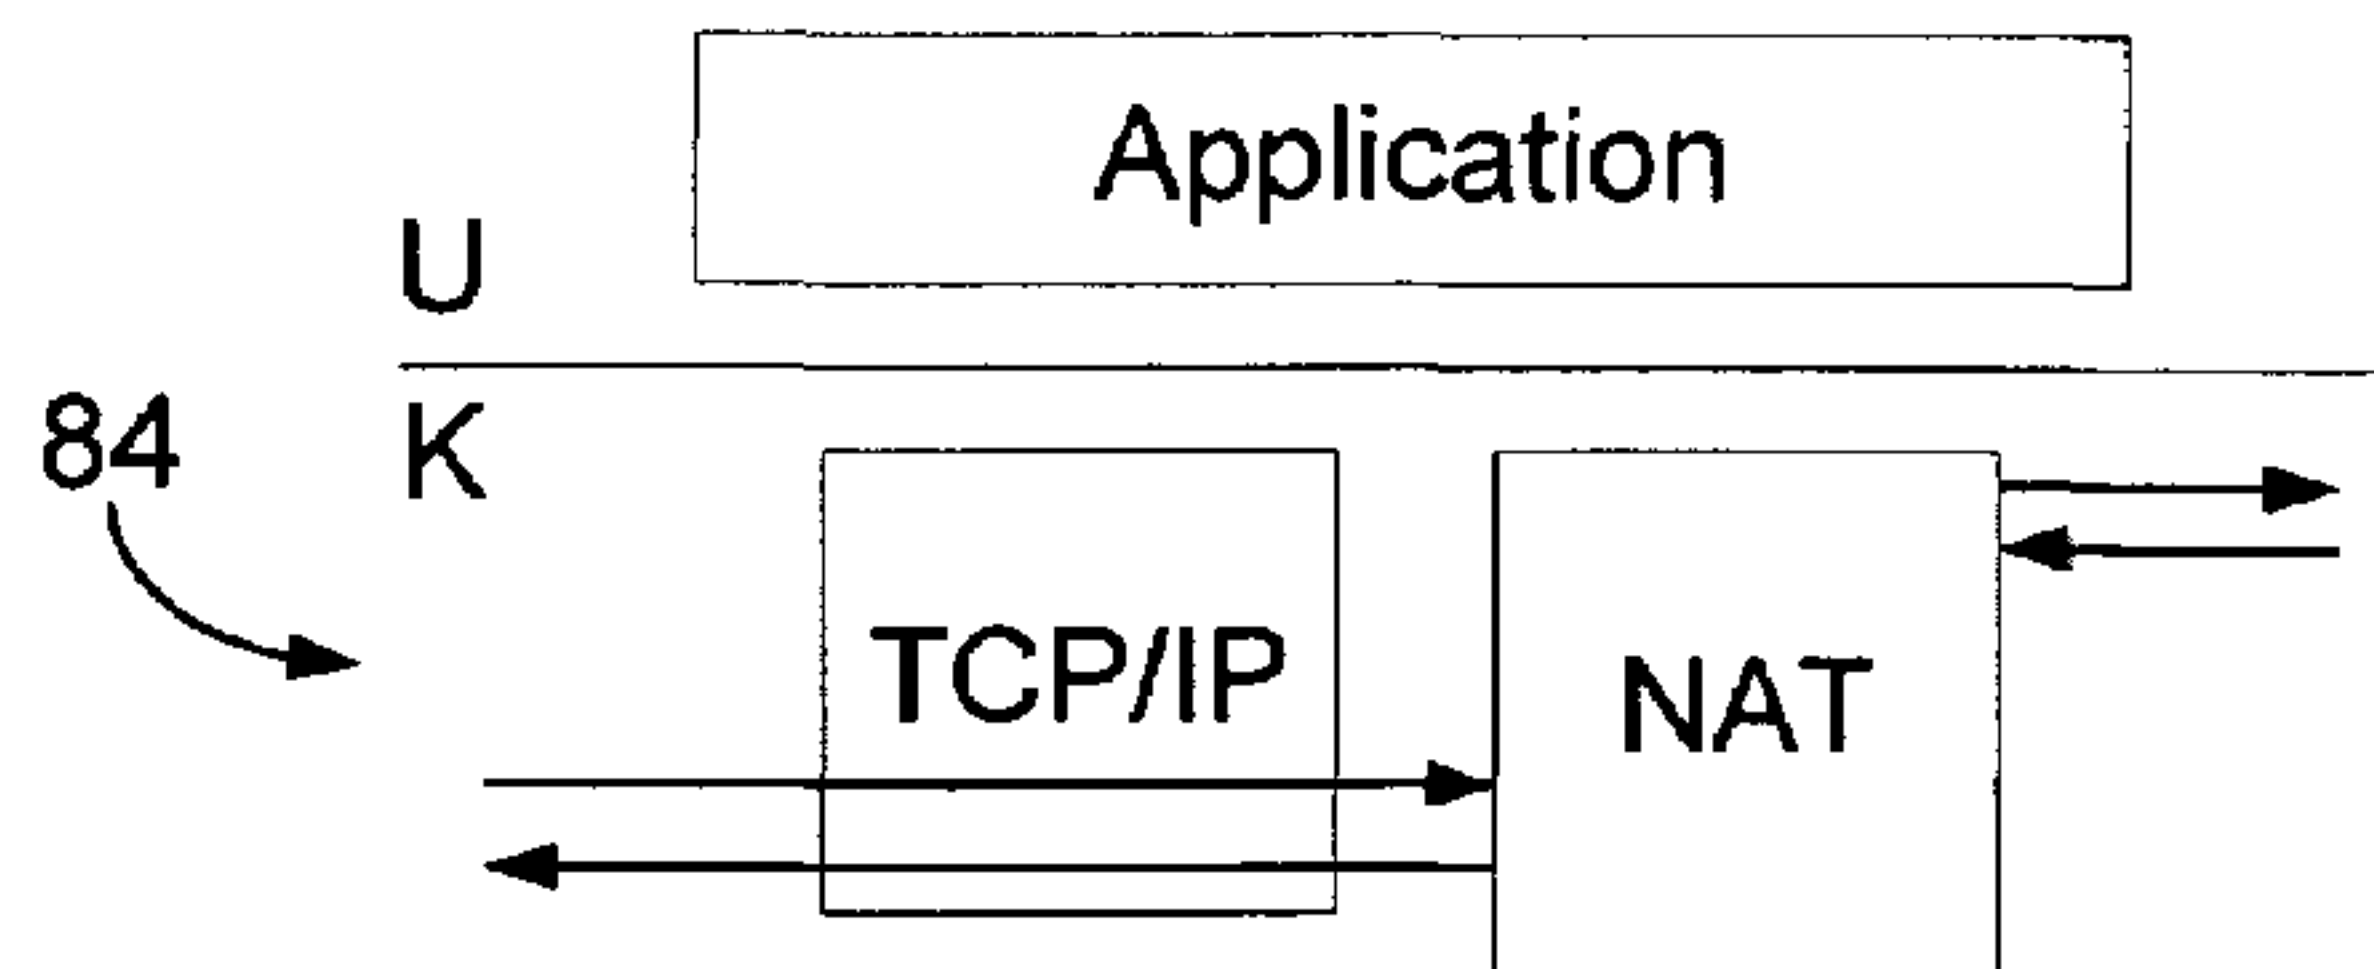 Application
U
84
K
TCP/IP
NAT